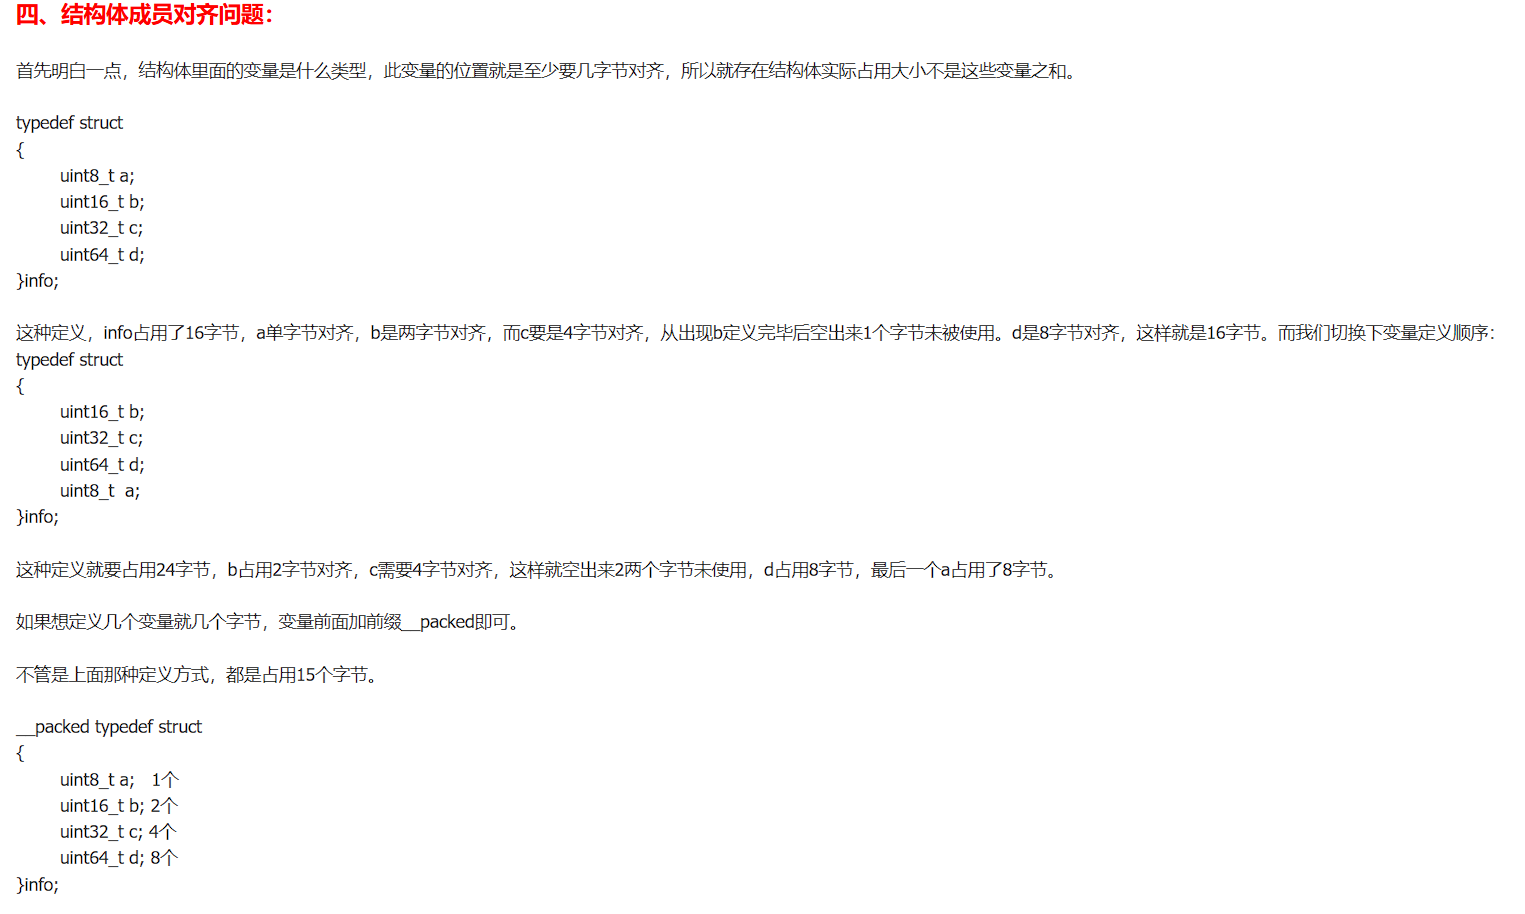 四、结构体成员对齐问题：
首先明白一点，结构体里面的变量是什么类型，此变量的位置就是至少要几字节对齐，所以就存在结构体实际占用大小不是这些变量之和。
typedef struct
{
uint8_t a;
uint16_t b;
uint32_t c;
uint64_t d;
}info;
这种定义，info占用了16字节，a单字节对齐，b是两字节对齐，而c要是4字节对齐，从出现b定义完毕后空出来1个字节未被使用。d是8字节对齐，这样就是16字节。而我们切换下变量定义顺序：
typedef struct
{
uint16_t b;
uint32_t c;
uint64_t d;
uint8_t  a;
}info;
这种定义就要占用24字节，b占用2字节对齐，c需要4字节对齐，这样就空出来2两个字节未使用，d占用8字节，最后一个a占用了8字节。
如果想定义几个变量就几个字节，变量前面加前缀__packed即可。
不管是上面那种定义方式，都是占用15个字节。
__packed typedef struct
{
uint8_t a;   1个
uint16_t b; 2个
uint32_t c; 4个
uint64_t d; 8个
}info;